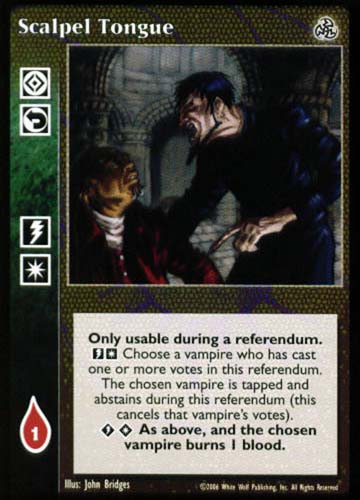 Scalpel Tongue
Only usable during a referendum.
Choose a vampire who has cast
one or more votes in this referendum.
The chosen vampire is tapped and
abstains during this referendum (this
cancels that vampire's votes).
As above, and the chosen
vampire burns 1 blood.
1
Illus: John Bridges
©2006 White Wolf Publishing, Inc. All Rights Reserved.